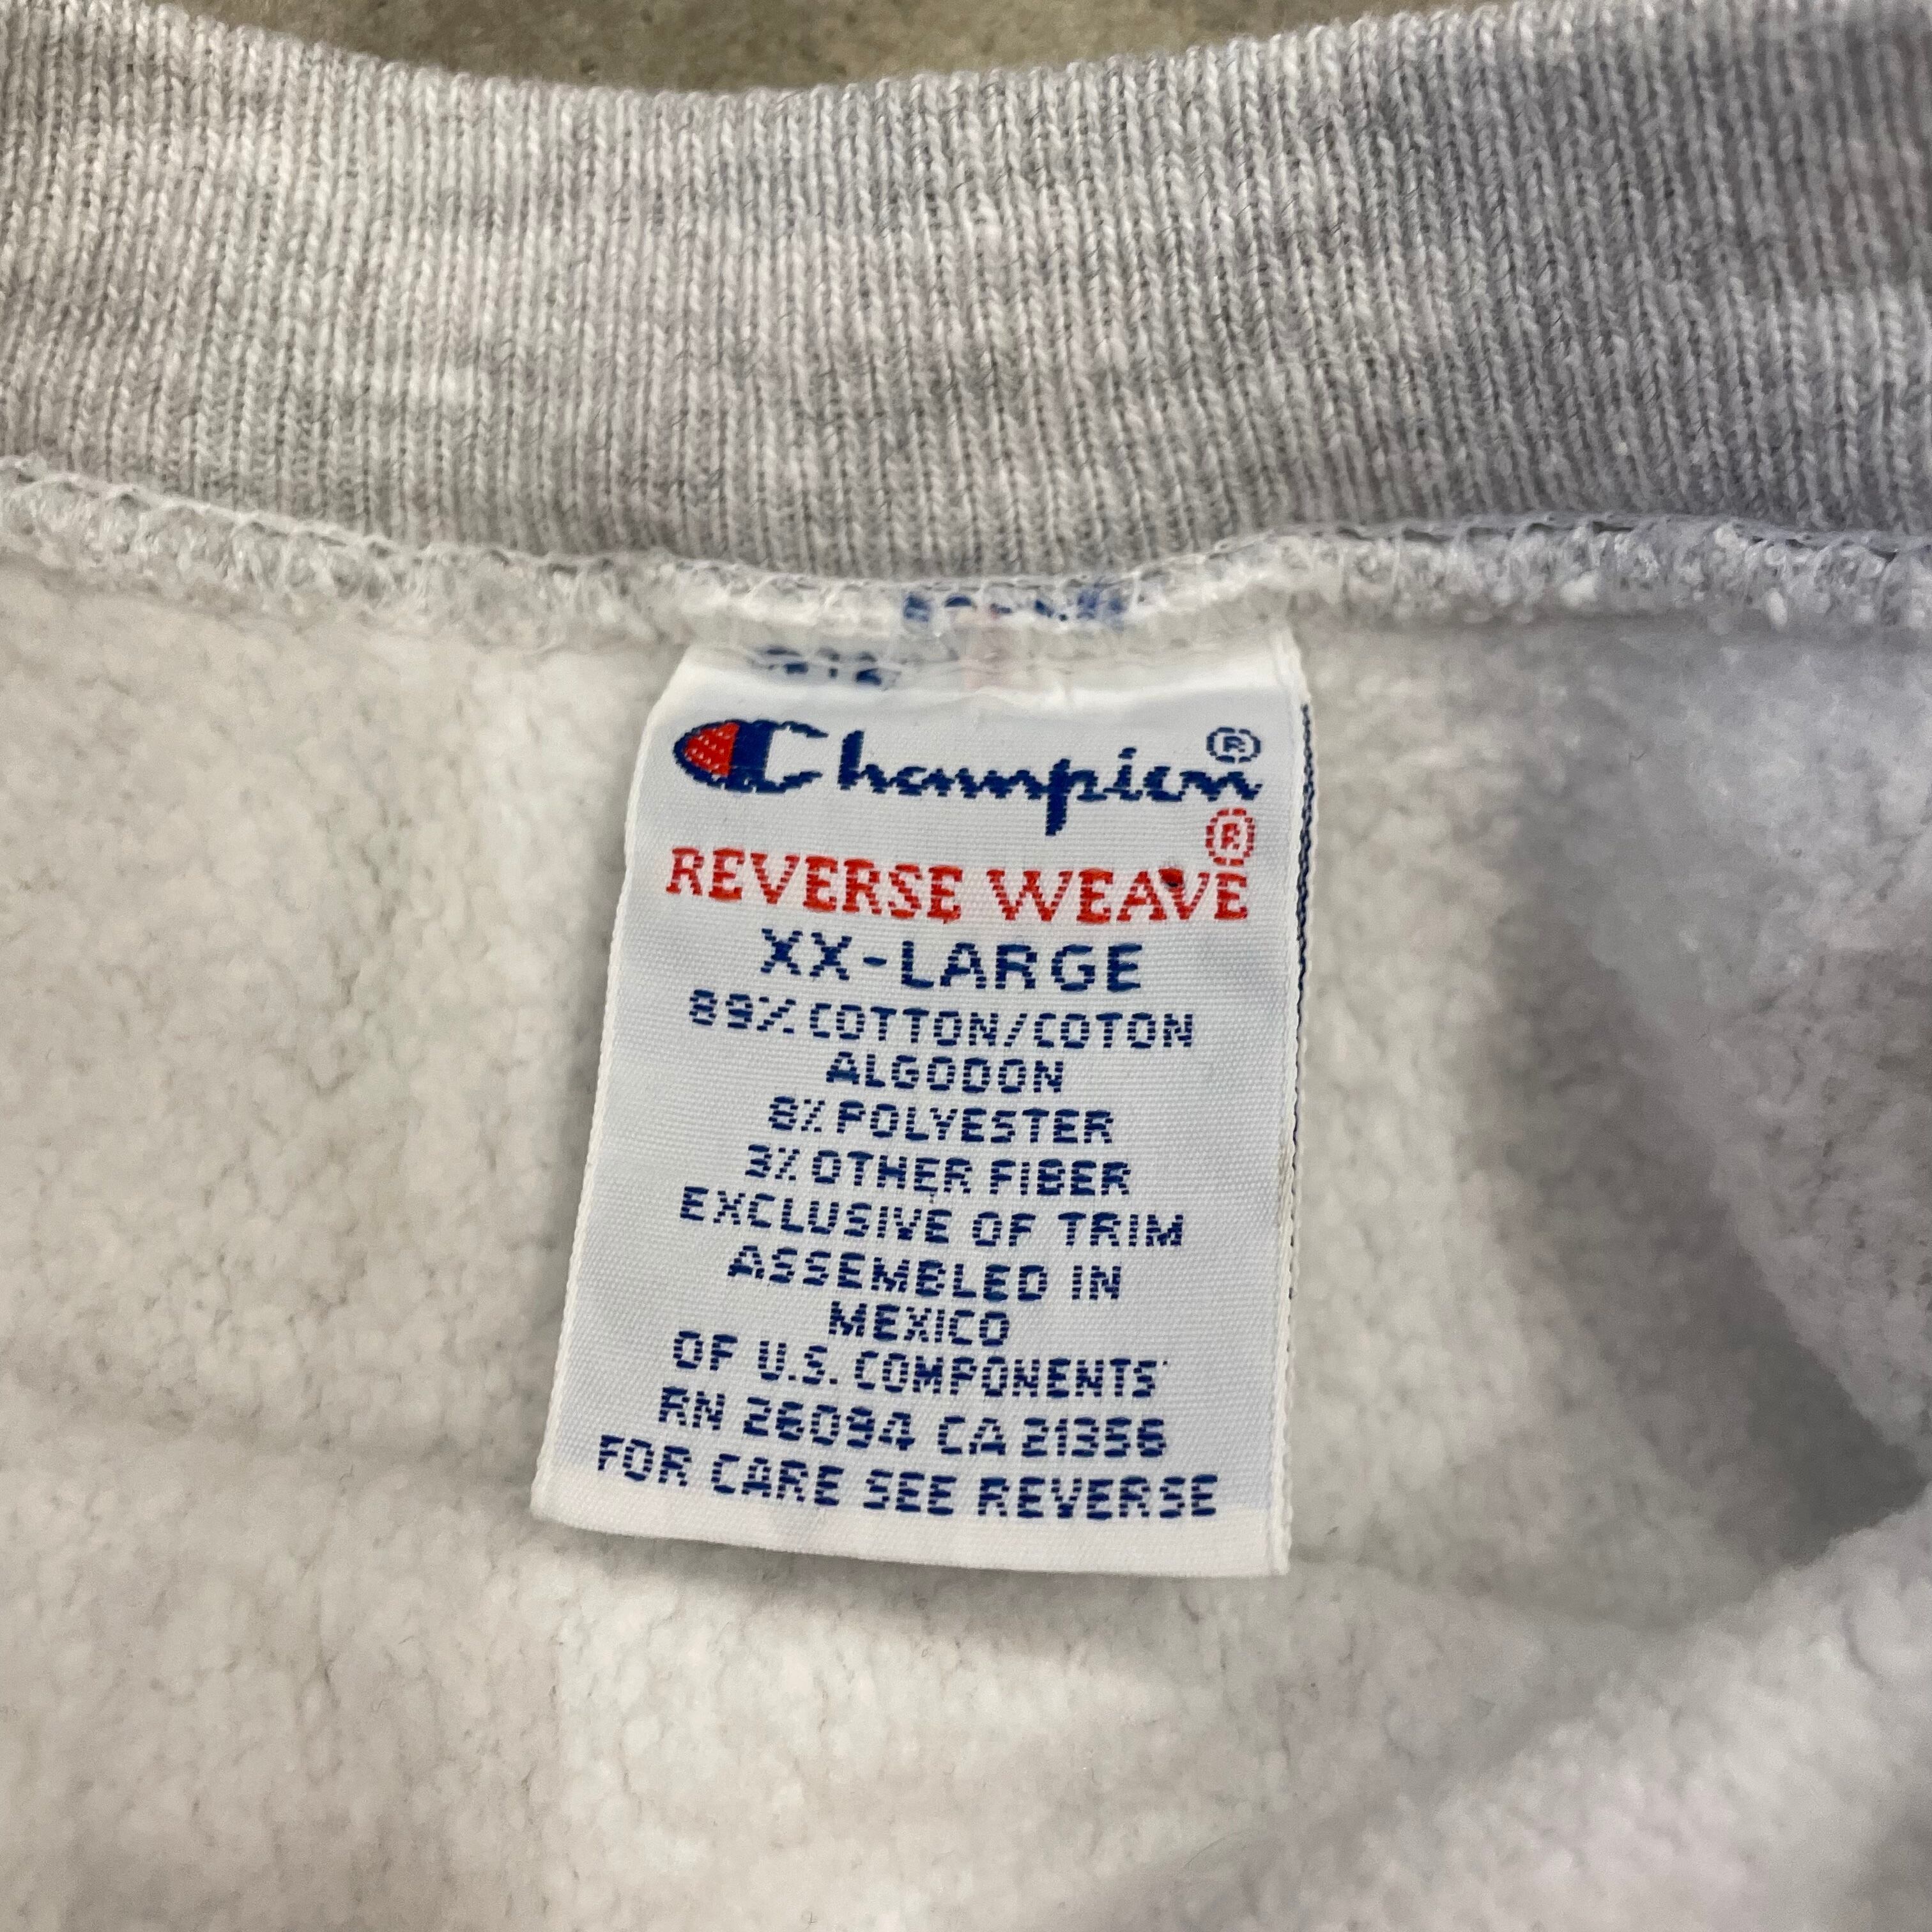 Champion®
REVERSE WEAVE®
XX-LARGE
89% COTTON/COTON
ALGODON
8% POLYESTER
3% OTHER FIBER
EXCLUSIVE OF TRIM
ASSEMBLED IN
MEXICO
OF U.S. COMPONENTS
RN 26094 CA 21356
FOR CARE SEE REVERSE